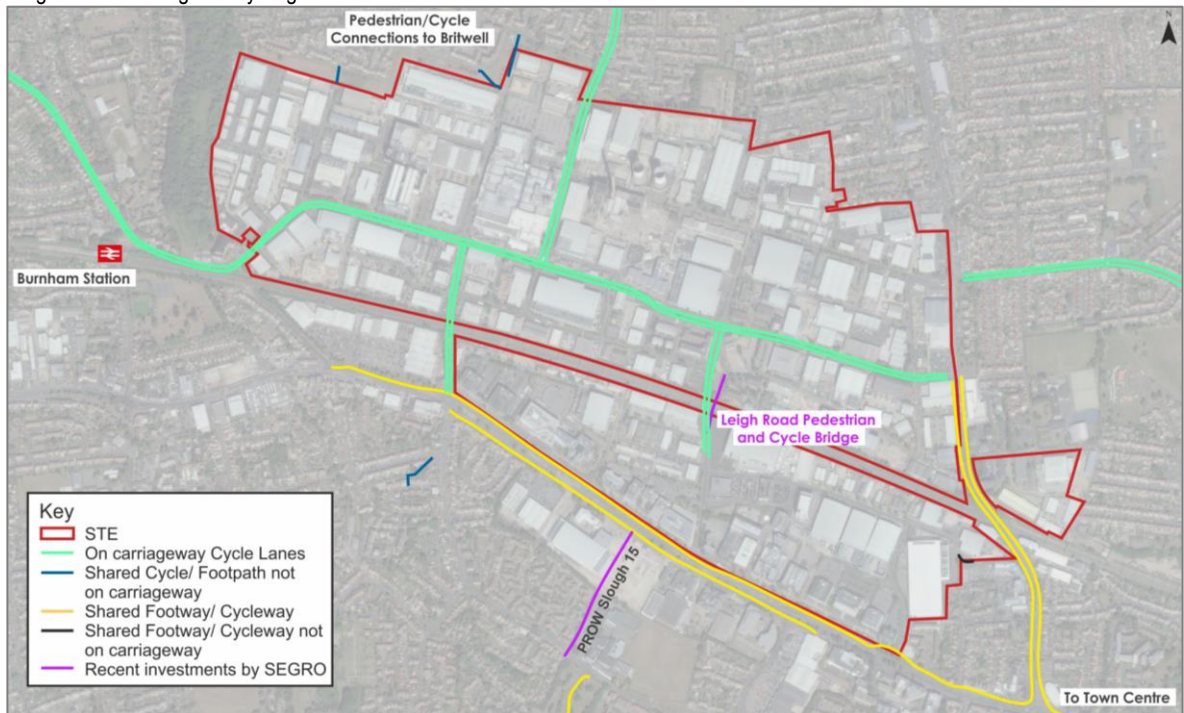 Pedestrian/Cycle
Connections to Britwell
N
Burnham Station
Leigh Road Pedestrian
and Cycle Bridge
PROW Slough 15
Key
STE
On carriageway Cycle Lanes
Shared Cycle/ Footpath not
on carriageway
Shared Footway/ Cycleway
Shared Footway/ Cycleway not
on carriageway
Recent investments by SEGRO
To Town Centre